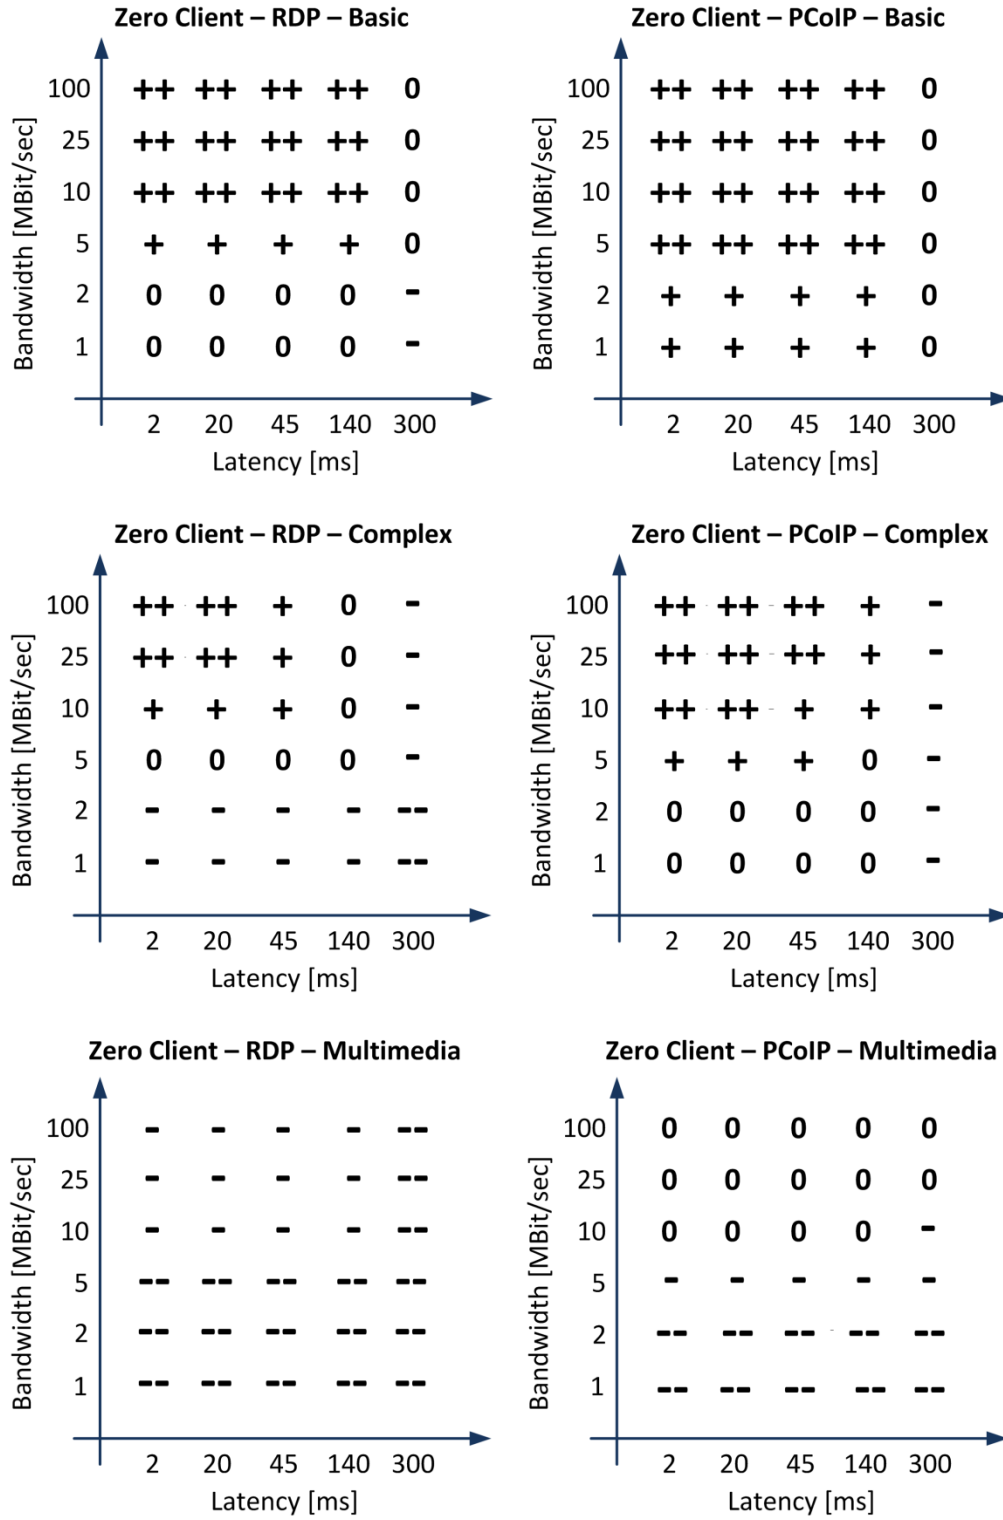 Zero Client – RDP – Basic
Bandwidth [MBit/sec]
100 ++ ++ ++ ++ 0
25 ++ ++ ++ ++ 0
10 ++ ++ ++ ++ 0
5 + + + + 0
2 0 0 0 0 -
1 0 0 0 0 -
2 20 45 140 300
Latency [ms]
Zero Client – PCoIP – Basic
Bandwidth [MBit/sec]
100 ++ ++ ++ ++ 0
25 ++ ++ ++ ++ 0
10 ++ ++ ++ ++ 0
5 ++ ++ ++ ++ 0
2 + + + + 0
1 + + + + 0
2 20 45 140 300
Latency [ms]
Zero Client – RDP – Complex
Bandwidth [MBit/sec]
100 ++ ++ + 0 -
25 ++ ++ + 0 -
10 + + + 0 -
5 0 0 0 0 -
2 - - - - --
1 - - - - --
2 20 45 140 300
Latency [ms]
Zero Client – PCoIP – Complex
Bandwidth [MBit/sec]
100 ++ ++ ++ + -
25 ++ ++ ++ + -
10 ++ ++ + + -
5 + + + 0 -
2 0 0 0 0 -
1 0 0 0 0 -
2 20 45 140 300
Latency [ms]
Zero Client – RDP – Multimedia
Bandwidth [MBit/sec]
100 - - - - --
25 - - - - --
10 - - - - --
5 -- -- -- -- --
2 -- -- -- -- --
1 -- -- -- -- --
2 20 45 140 300
Latency [ms]
Zero Client – PCoIP – Multimedia
Bandwidth [MBit/sec]
100 0 0 0 0 0
25 0 0 0 0 0
10 0 0 0 0 -
5 - - - - -
2 -- -- -- -- --
1 -- -- -- -- --
2 20 45 140 300
Latency [ms]